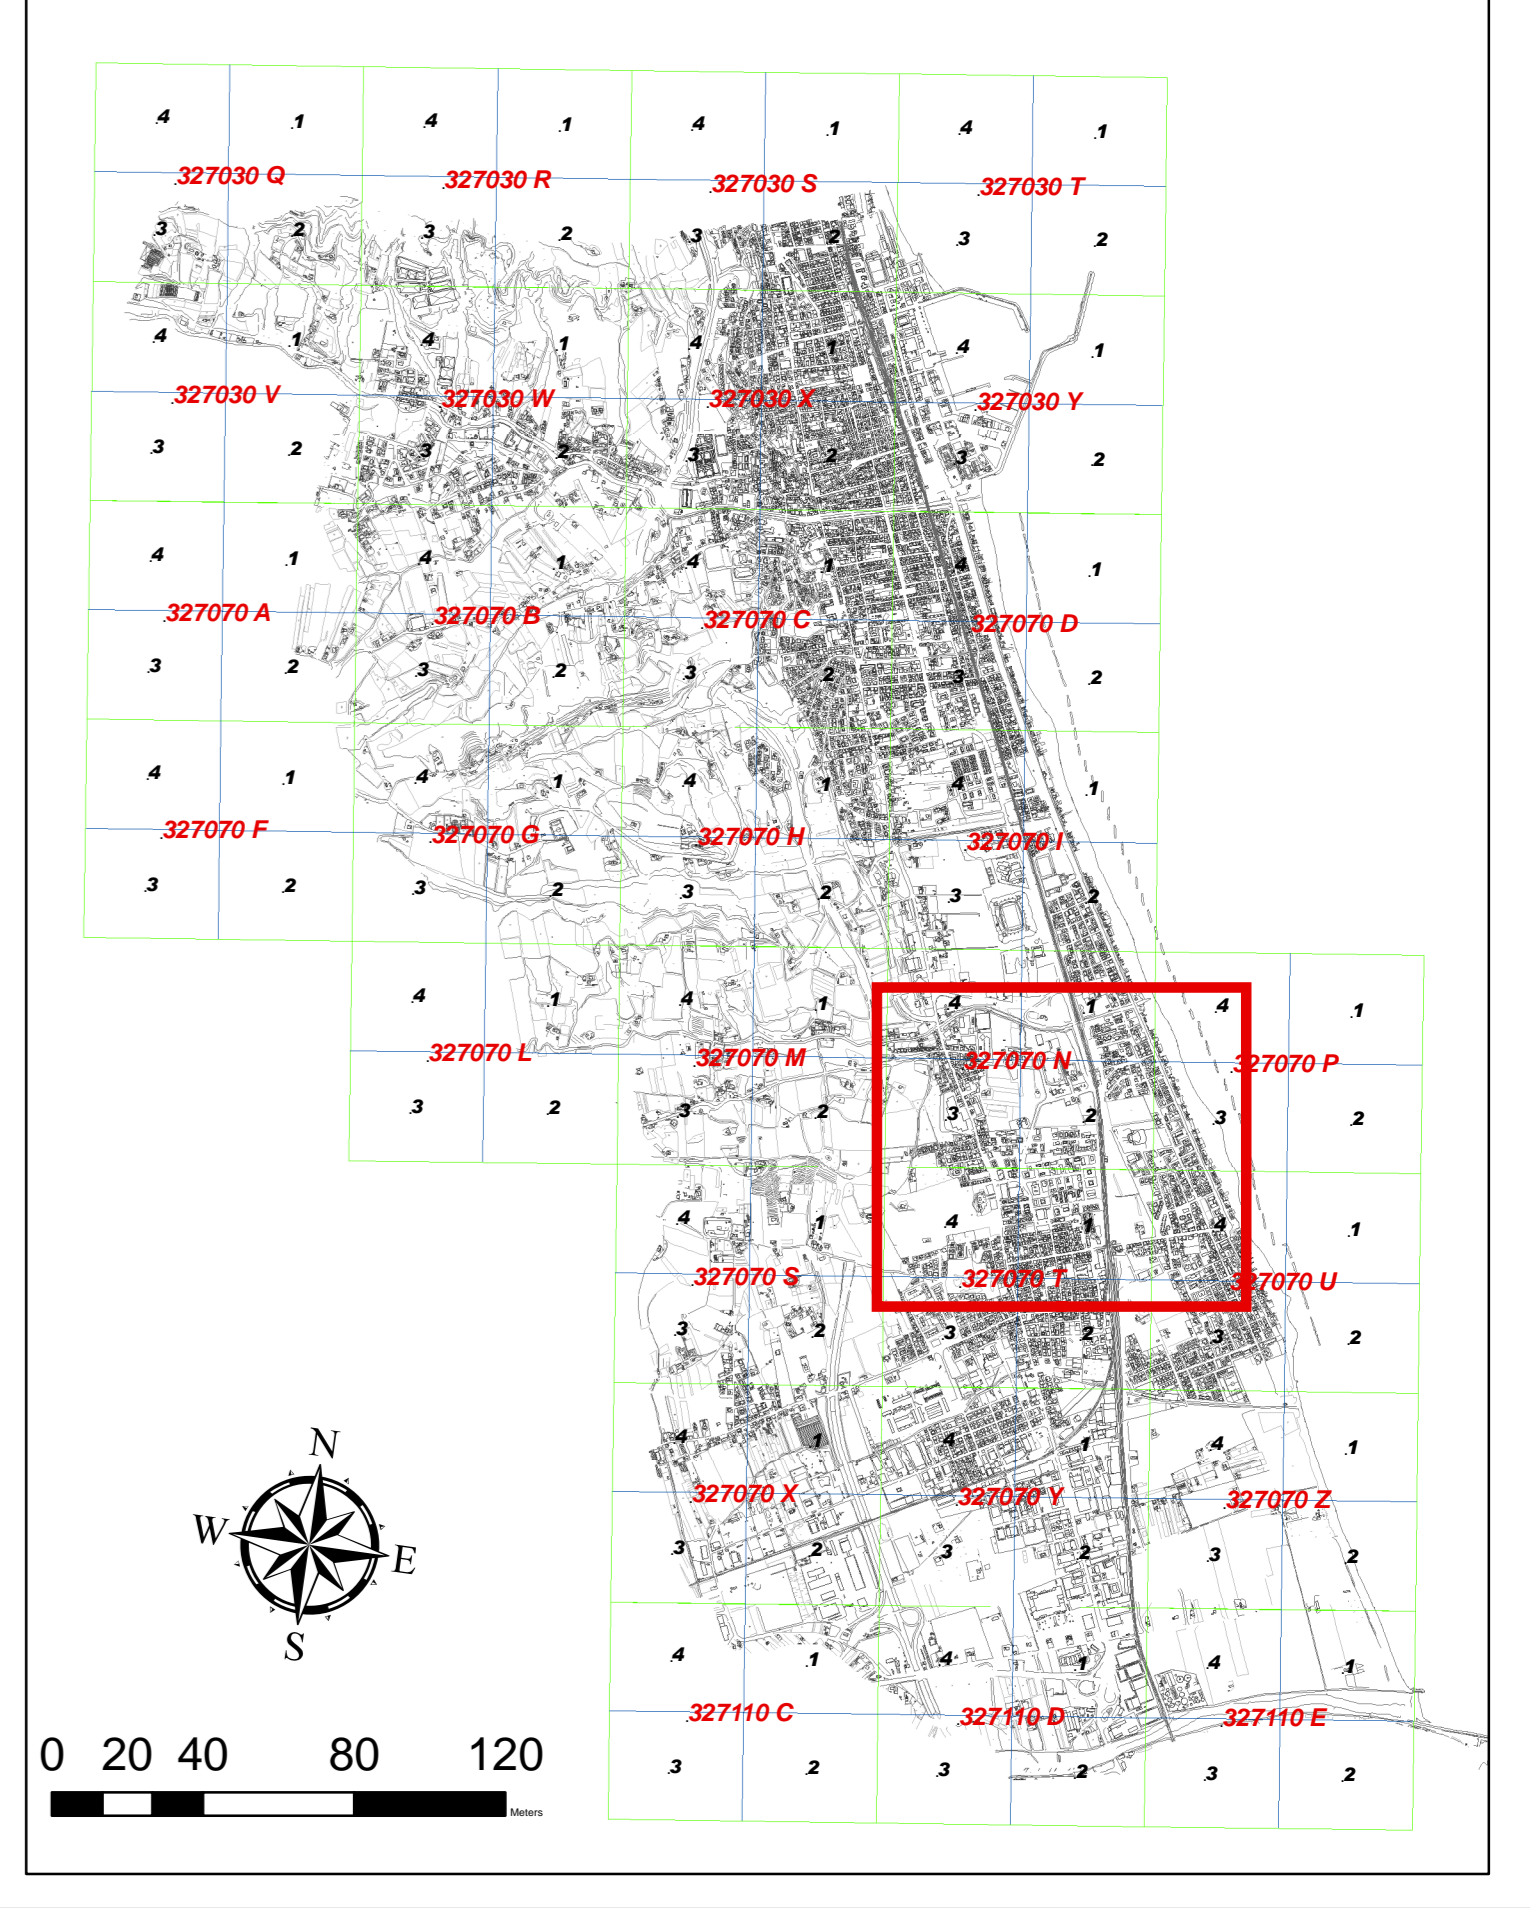 4 1 4 1 4 1 4 1
327030 Q 327030 R 327030 S 327030 T
3 2 3 2 3 2 3 2
4 1 4 1 4 1 4 1
327030 V 327030 W 327030 X 327030 Y
3 2 3 2 3 2 3 2
4 1 4 1 4 1 4 1
327070 A 327070 B 327070 C 327070 D
3 2 3 2 3 2 3 2
4 1 4 1 4 1 4 1
327070 F 327070 G 327070 H 327070 I
3 2 3 2 3 2 3 2
4 1 4 1 4 1 4 1
327070 L 327070 M 327070 N 327070 P
3 2 3 2 3 2 3 2
4 1 4 1 4 1
327070 S 327070 T 327070 U
3 2 3 2 3 2
4 1 4 1 4 1
327070 X 327070 Y 327070 Z
3 2 3 2 3 2
4 1 4 1 4 1
327110 C 327110 D 327110 E
3 2 3 2 3 2
N
W E
S
0 20 40 80 120
Meters